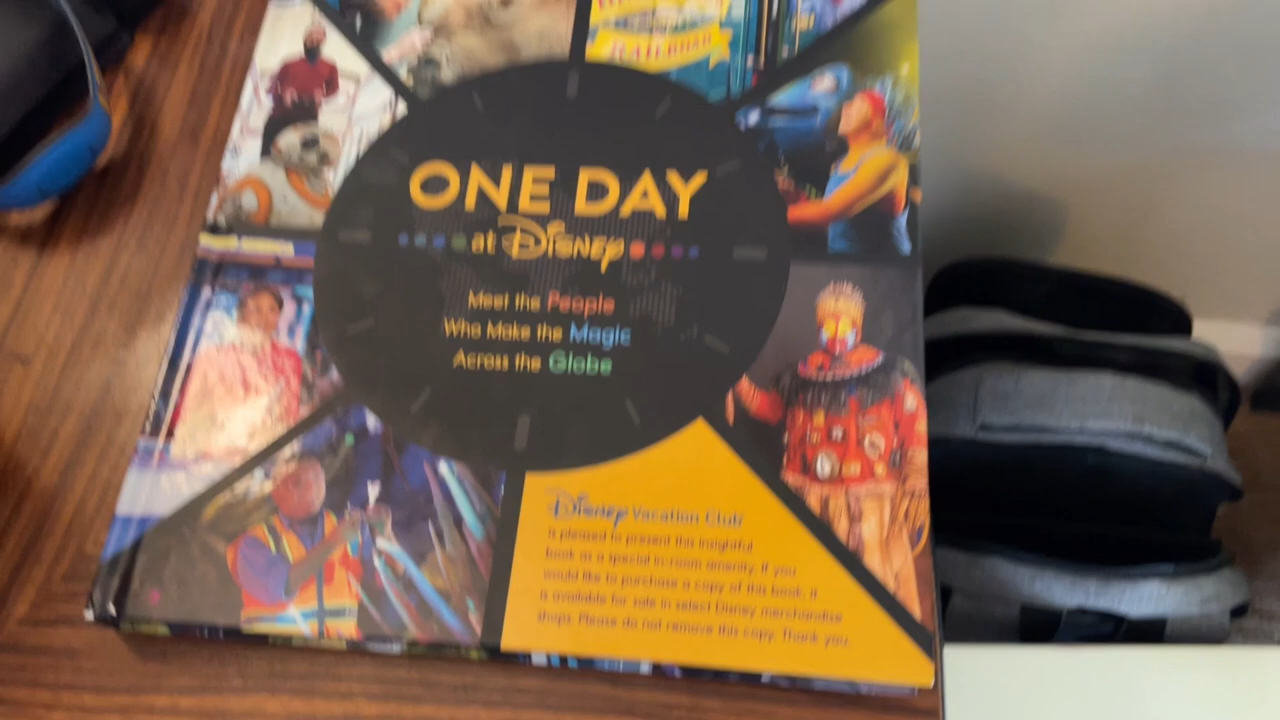 RAILROAD
ONE DAY
at Disney
Meet the People
Who Make the Magic
Across the Globe
Disney Vacation Club
is pleased to present this insightful
book as a special in-room amenity. If you
would like to purchase a copy of this book, it
is available for sale in select Disney merchandise
shops. Please do not remove this copy. Thank you.